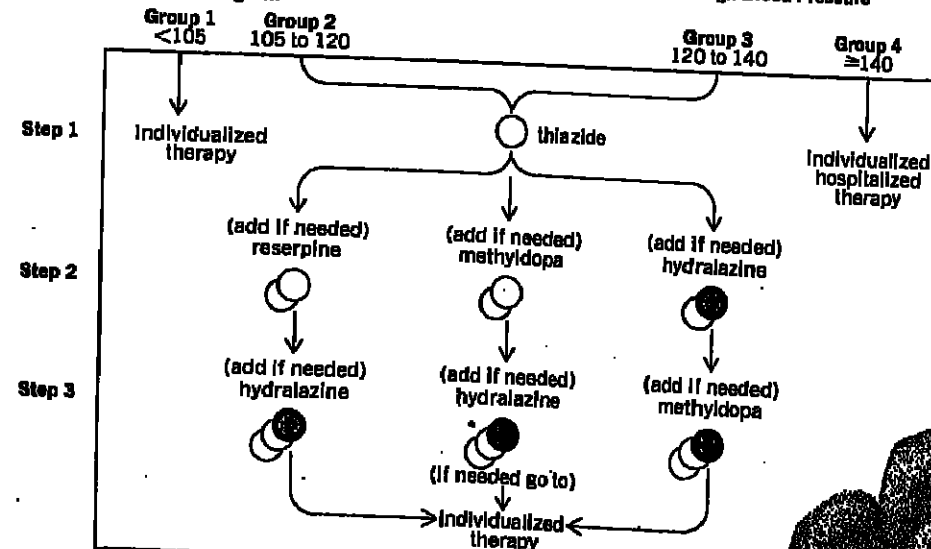 Group 1
<105
Group 2
105 to 120
Group 3
120 to 140
Group 4
≧140
Step 1
Individualized
therapy
thiazide
Individualized
hospitalized
therapy
Step 2
(add if needed)
reserpine
(add if needed)
methyldopa
(add if needed)
hydralazine
Step 3
(add if needed)
hydralazine
(add if needed)
hydralazine
(add if needed)
methyldopa
(If needed go to)
Individualized
therapy